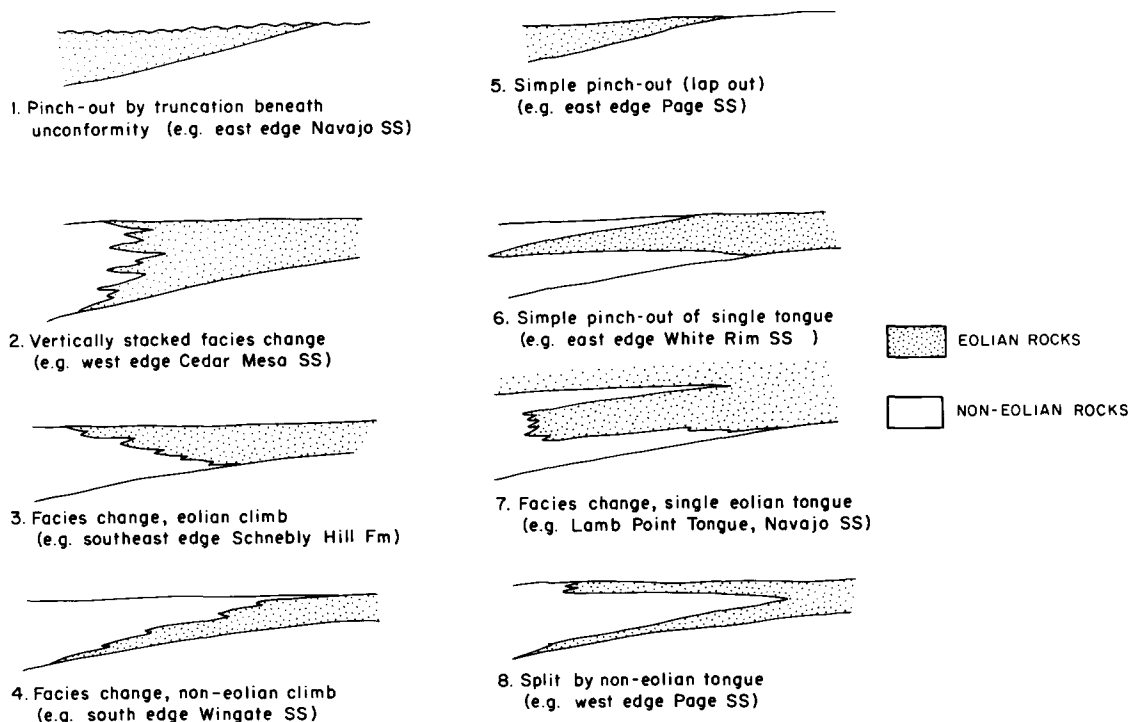 1. Pinch-out by truncation beneath
unconformity (e.g. east edge Navajo SS)
2. Vertically stacked facies change
(e.g. west edge Cedar Mesa SS)
3. Facies change, eolian climb
(e.g. southeast edge Schnebly Hill Fm)
4. Facies change, non-eolian climb
(e.g. south edge Wingate SS)
5. Simple pinch-out (lap out)
(e.g. east edge Page SS)
6. Simple pinch-out of single tongue
(e.g. east edge White Rim SS )
7. Facies change, single eolian tongue
(e.g. Lamb Point Tongue, Navajo SS)
8. Split by non-eolian tongue
(e.g. west edge Page SS)
EOLIAN ROCKS
NON-EOLIAN ROCKS